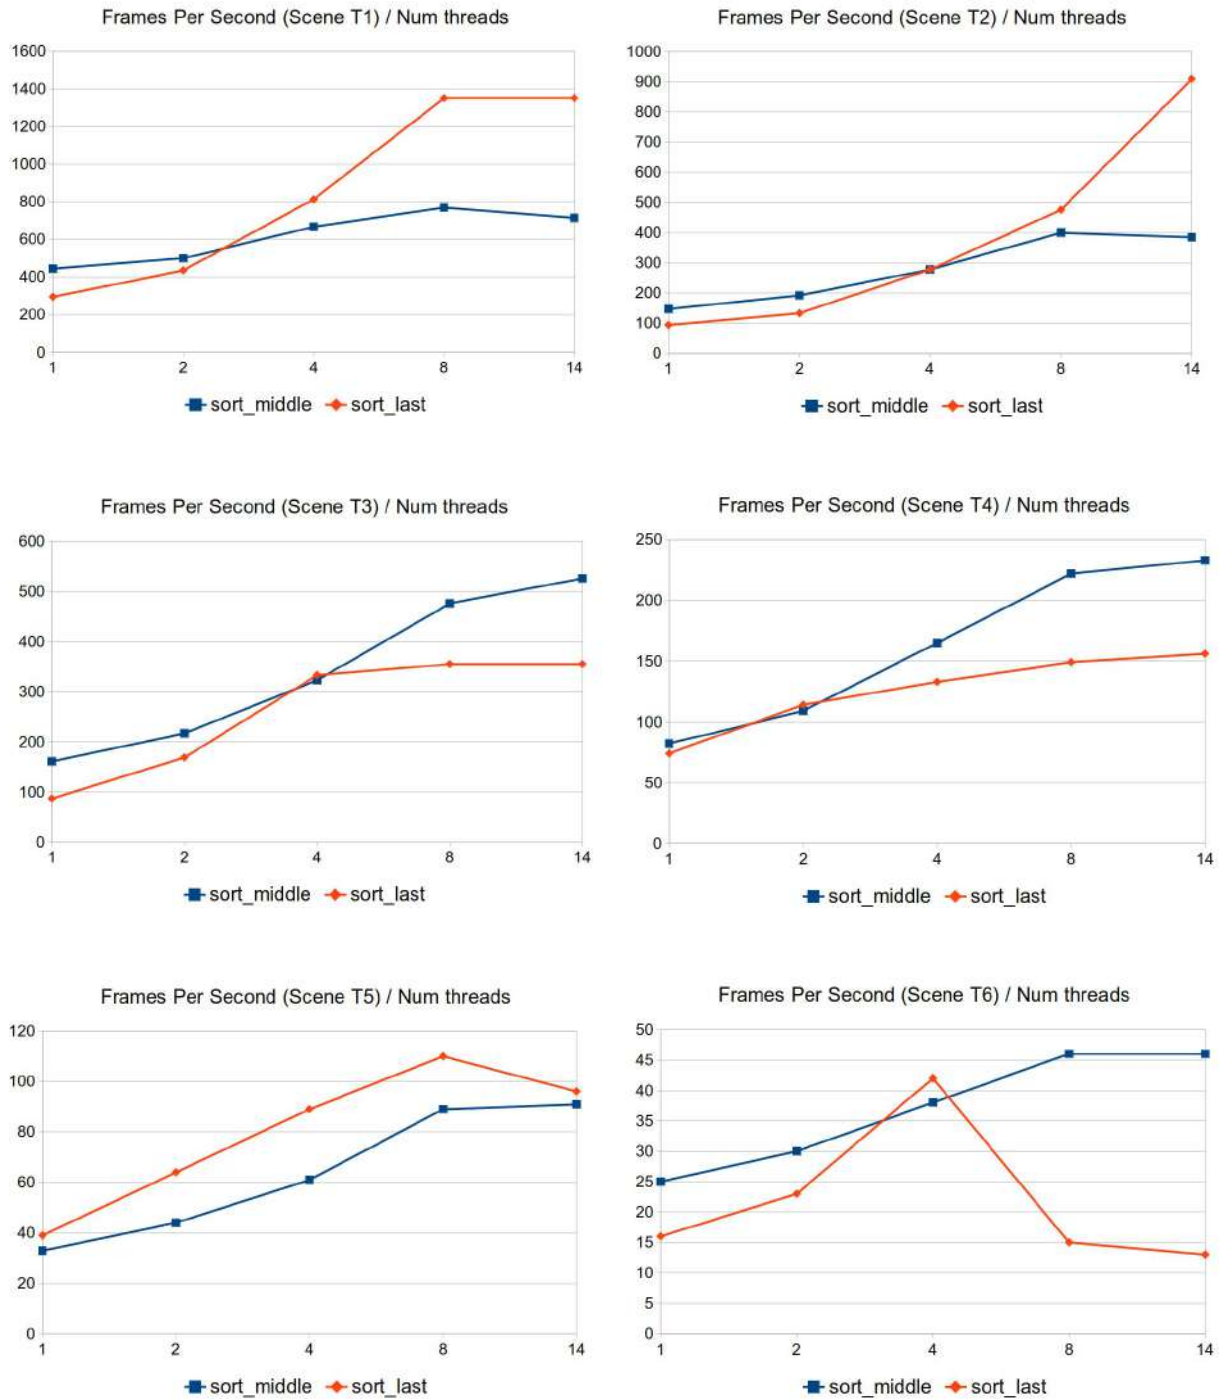 Frames Per Second (Scene T1) / Num threads
1600
1400
1200
1000
800
600
400
200
0
1 2 4 8 14
sort_middle sort_last
Frames Per Second (Scene T2) / Num threads
1000
900
800
700
600
500
400
300
200
100
0
1 2 4 8 14
sort_middle sort_last
Frames Per Second (Scene T3) / Num threads
600
500
400
300
200
100
0
1 2 4 8 14
sort_middle sort_last
Frames Per Second (Scene T4) / Num threads
250
200
150
100
50
0
1 2 4 8 14
sort_middle sort_last
Frames Per Second (Scene T5) / Num threads
120
100
80
60
40
20
0
1 2 4 8 14
sort_middle sort_last
Frames Per Second (Scene T6) / Num threads
50
45
40
35
30
25
20
15
10
5
0
1 2 4 8 14
sort_middle sort_last